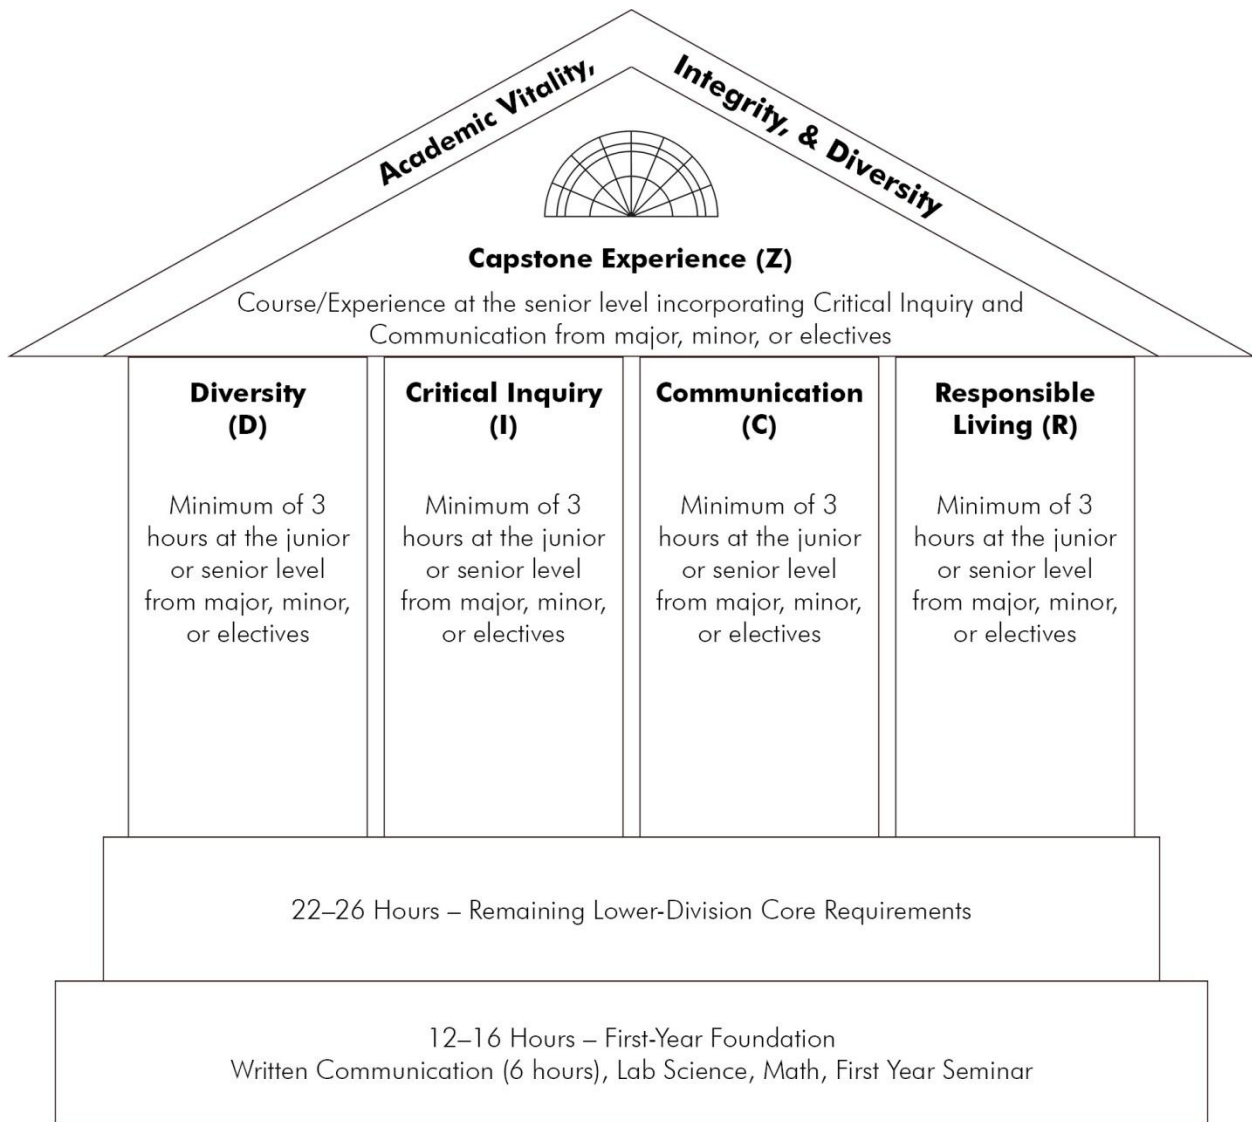 Academic Vitality,
Integrity, & Diversity
Capstone Experience (Z)
Course/Experience at the senior level incorporating Critical Inquiry and
Communication from major, minor, or electives
Diversity
(D)
Minimum of 3
hours at the junior
or senior level
from major, minor,
or electives
Critical Inquiry
(I)
Minimum of 3
hours at the junior
or senior level
from major, minor,
or electives
Communication
(C)
Minimum of 3
hours at the junior
or senior level
from major, minor,
or electives
Responsible
Living (R)
Minimum of 3
hours at the junior
or senior level
from major, minor,
or electives
22–26 Hours – Remaining Lower-Division Core Requirements
12–16 Hours – First-Year Foundation
Written Communication (6 hours), Lab Science, Math, First Year Seminar